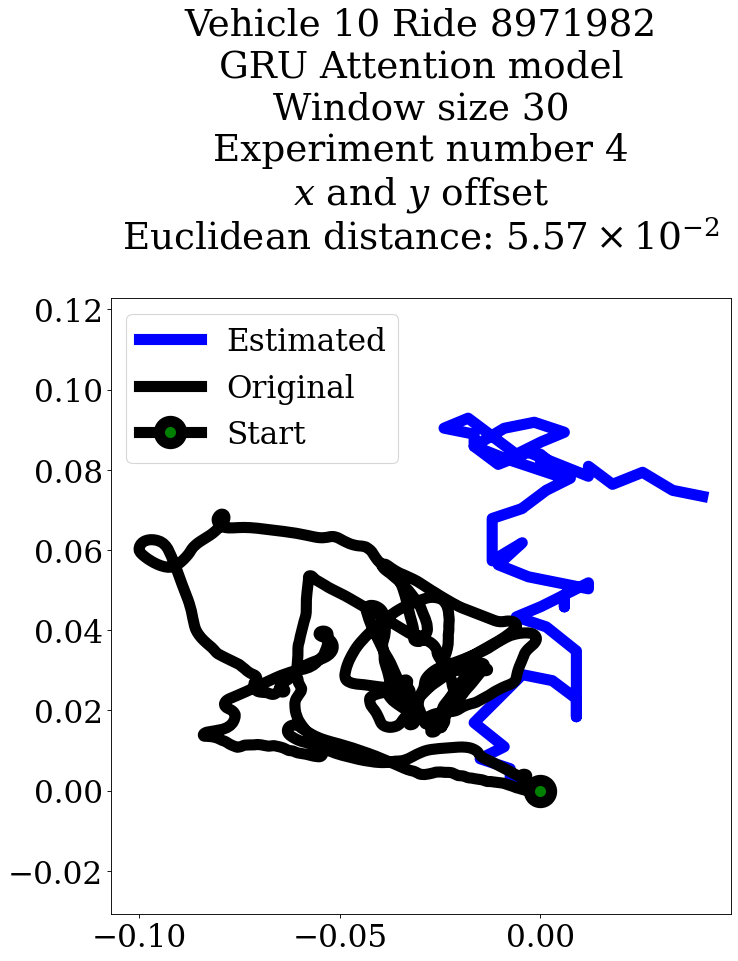 Vehicle 10 Ride 8971982
GRU Attention model
Window size 30
Experiment number 4
x and y offset
Euclidean distance: 5.57 × 10⁻²
Estimated
Original
Start
0.12
0.10
0.08
0.06
0.04
0.02
0.00
−0.02
−0.10 −0.05 0.00